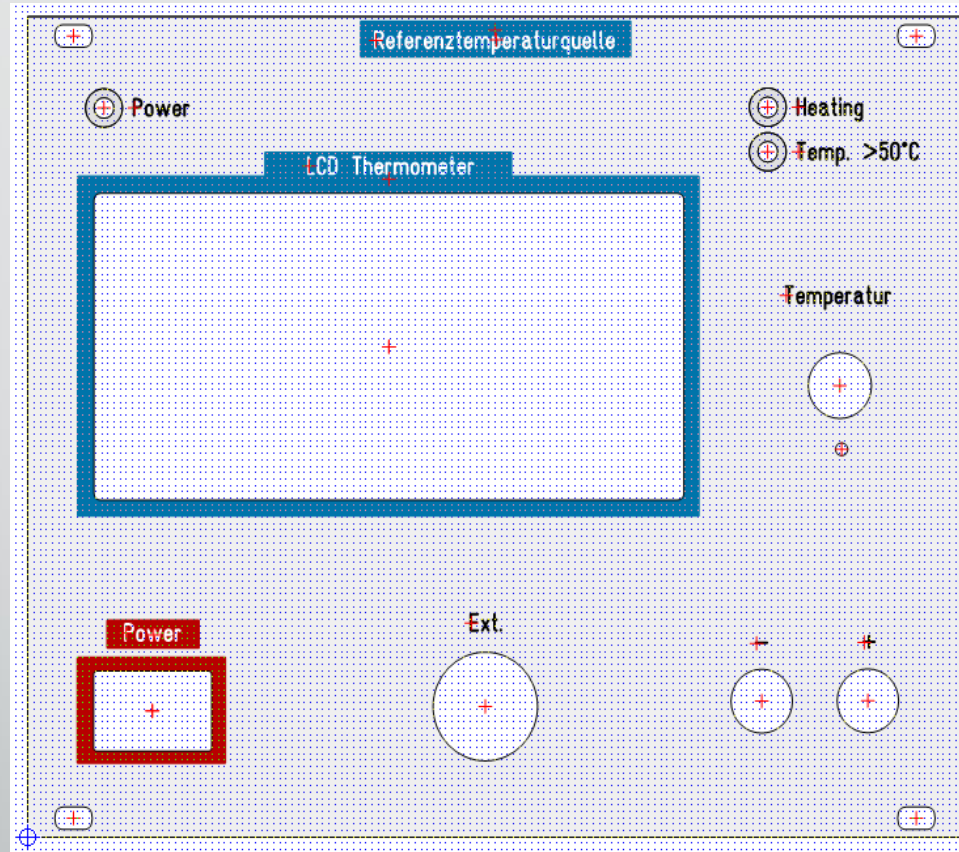 Referenztemperaturquelle
Power
Heating
Temp. >50°C
LCD Thermometer
Temperatur
Ext.
Power
- +